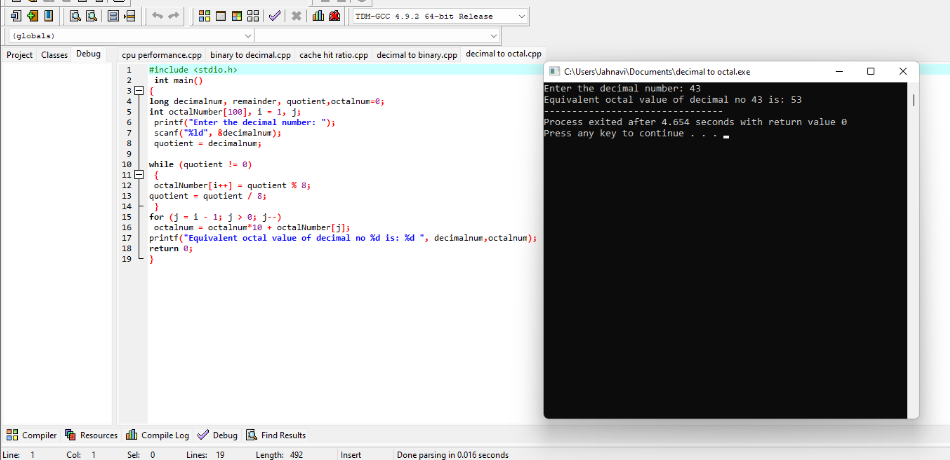 TDM-GCC 4.9.2 64-bit Release
(globals)
Project Classes Debug
cpu performance.cpp binary to decimal.cpp cache hit ratio.cpp decimal to binary.cpp decimal to octal.cpp
1 #include <stdio.h>
2 int main()
3 {
4 long decimalnum, remainder, quotient,octalnum=0;
5 int octalNumber[100], i = 1, j;
6 printf("Enter the decimal number: ");
7 scanf("%ld", &decimalnum);
8 quotient = decimalnum;
9
10 while (quotient != 0)
11 {
12 octalNumber[i++] = quotient % 8;
13 quotient = quotient / 8;
14 }
15 for (j = i - 1; j > 0; j--)
16 octalnum = octalnum*10 + octalNumber[j];
17 printf("Equivalent octal value of decimal no %d is: %d ", decimalnum,octalnum);
18 return 0;
19 }
C:\Users\Jahnavi\Documents\decimal to octal.exe
Enter the decimal number: 43
Equivalent octal value of decimal no 43 is: 53
--------------------------------
Process exited after 4.654 seconds with return value 0
Press any key to continue . . .
Compiler Resources Compile Log Debug Find Results
Line: 1 Col: 1 Sel: 0 Lines: 19 Length: 492 Insert Done parsing in 0.016 seconds